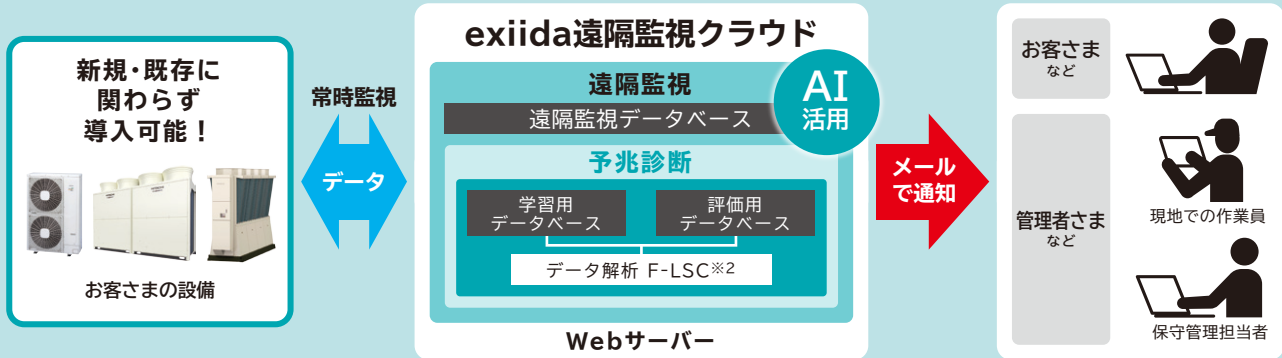 新規・既存に
関わらず
導入可能！
お客さまの設備
常時監視
データ
exiida遠隔監視クラウド
遠隔監視
AI
活用
遠隔監視データベース
予兆診断
学習用
データベース
評価用
データベース
データ解析 F-LSC※2
Webサーバー
メール
で通知
お客さま
など
管理者さま
など
現地での作業員
保守管理担当者